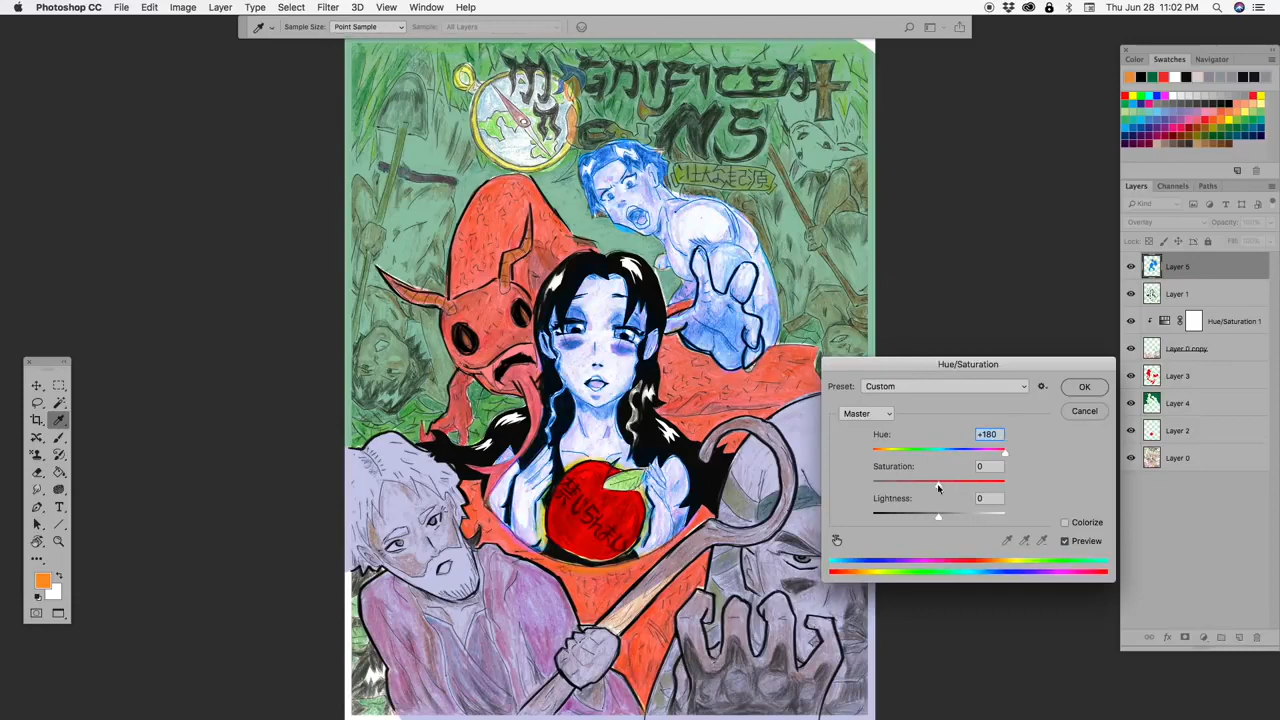 Photoshop CC File Edit Image Layer Type Select Filter 3D View Window Help Thu Jun 28 11:02 PM
Sample Size: Point Sample Sample: All Layers
MAGNIFICENT
Color Swatches Navigator
Layers Channels Paths
Kind
Overlay Opacity: 100%
Lock: Fill: 100%
Layer 5
Layer 1
Hue/Saturation 1
Layer 0 copy
Layer 3
Layer 4
Layer 2
Layer 0
Hue/Saturation
Preset: Custom OK
Master Cancel
Hue: +180
Saturation: 0
Lightness: 0
Colorize
Preview